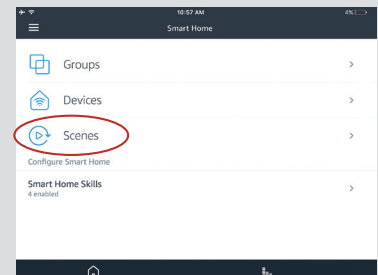 10:57 AM
4%
Smart Home
Groups
Devices
Scenes
Configure Smart Home
Smart Home Skills
4 enabled